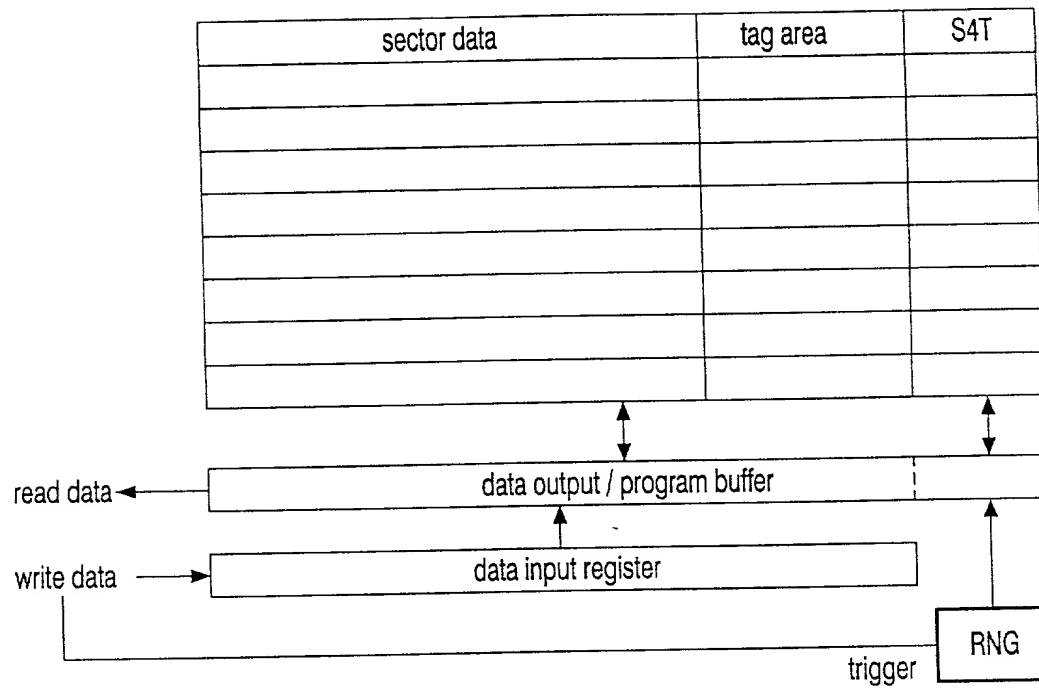 sector data tag area S4T
data output / program buffer
read data
data input register
write data
RNG
trigger